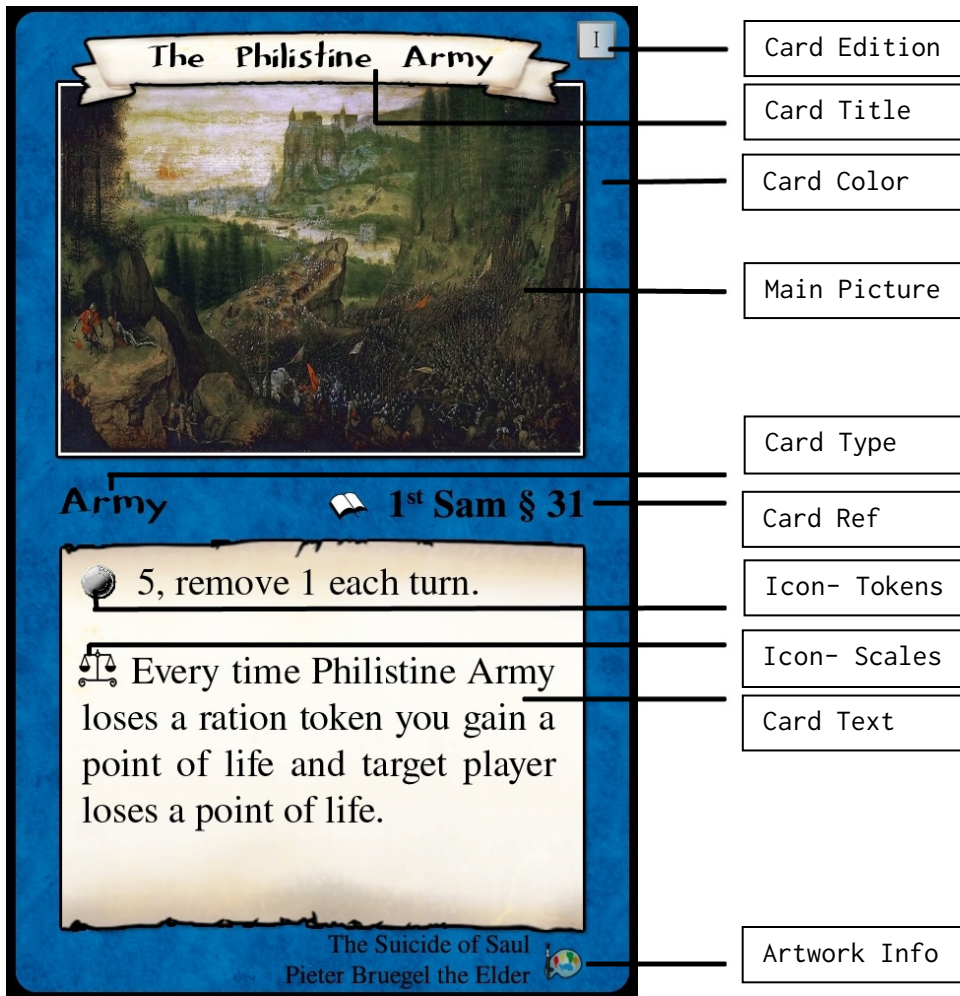 I
The Philistine Army
Card Edition
Card Title
Card Color
Main Picture
Card Type
Army
1st Sam § 31
Card Ref
5, remove 1 each turn.
Icon- Tokens
Icon- Scales
Every time Philistine Army
loses a ration token you gain a
point of life and target player
loses a point of life.
Card Text
The Suicide of Saul
Pieter Bruegel the Elder
Artwork Info